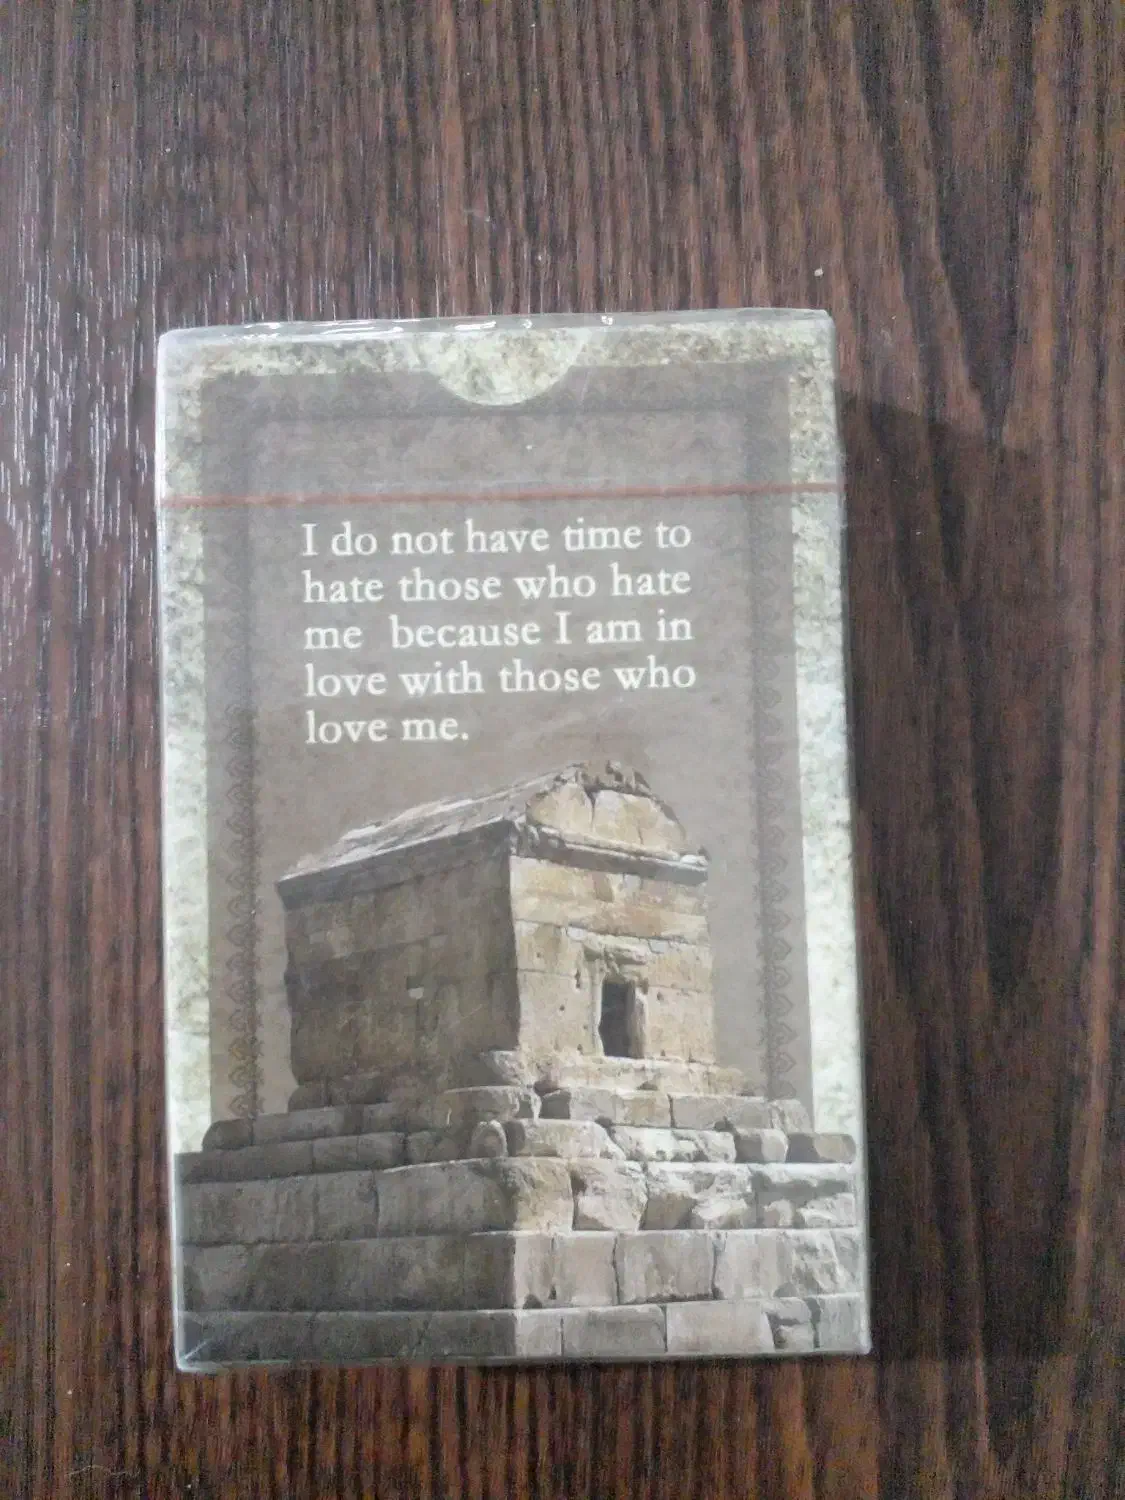 I do not have time to
hate those who hate
me because I am in
love with those who
love me.